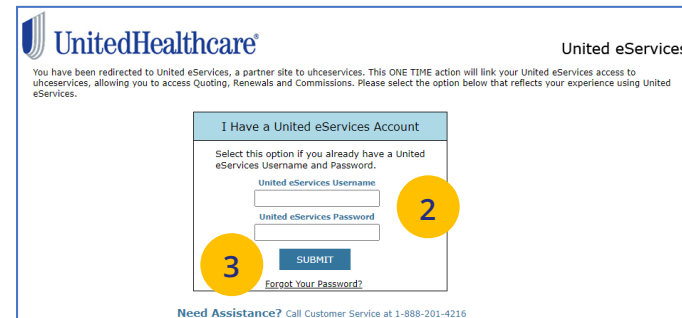 UnitedHealthcare®
United eServices
You have been redirected to United eServices, a partner site to uhceservices. This ONE TIME action will link your United eServices access to
uhceservices, allowing you to access Quoting, Renewals and Commissions. Please select the option below that reflects your experience using United
eServices.
I Have a United eServices Account
Select this option if you already have a United
eServices Username and Password.
United eServices Username
2
United eServices Password
3
SUBMIT
Forgot Your Password?
Need Assistance? Call Customer Service at 1-888-201-4216